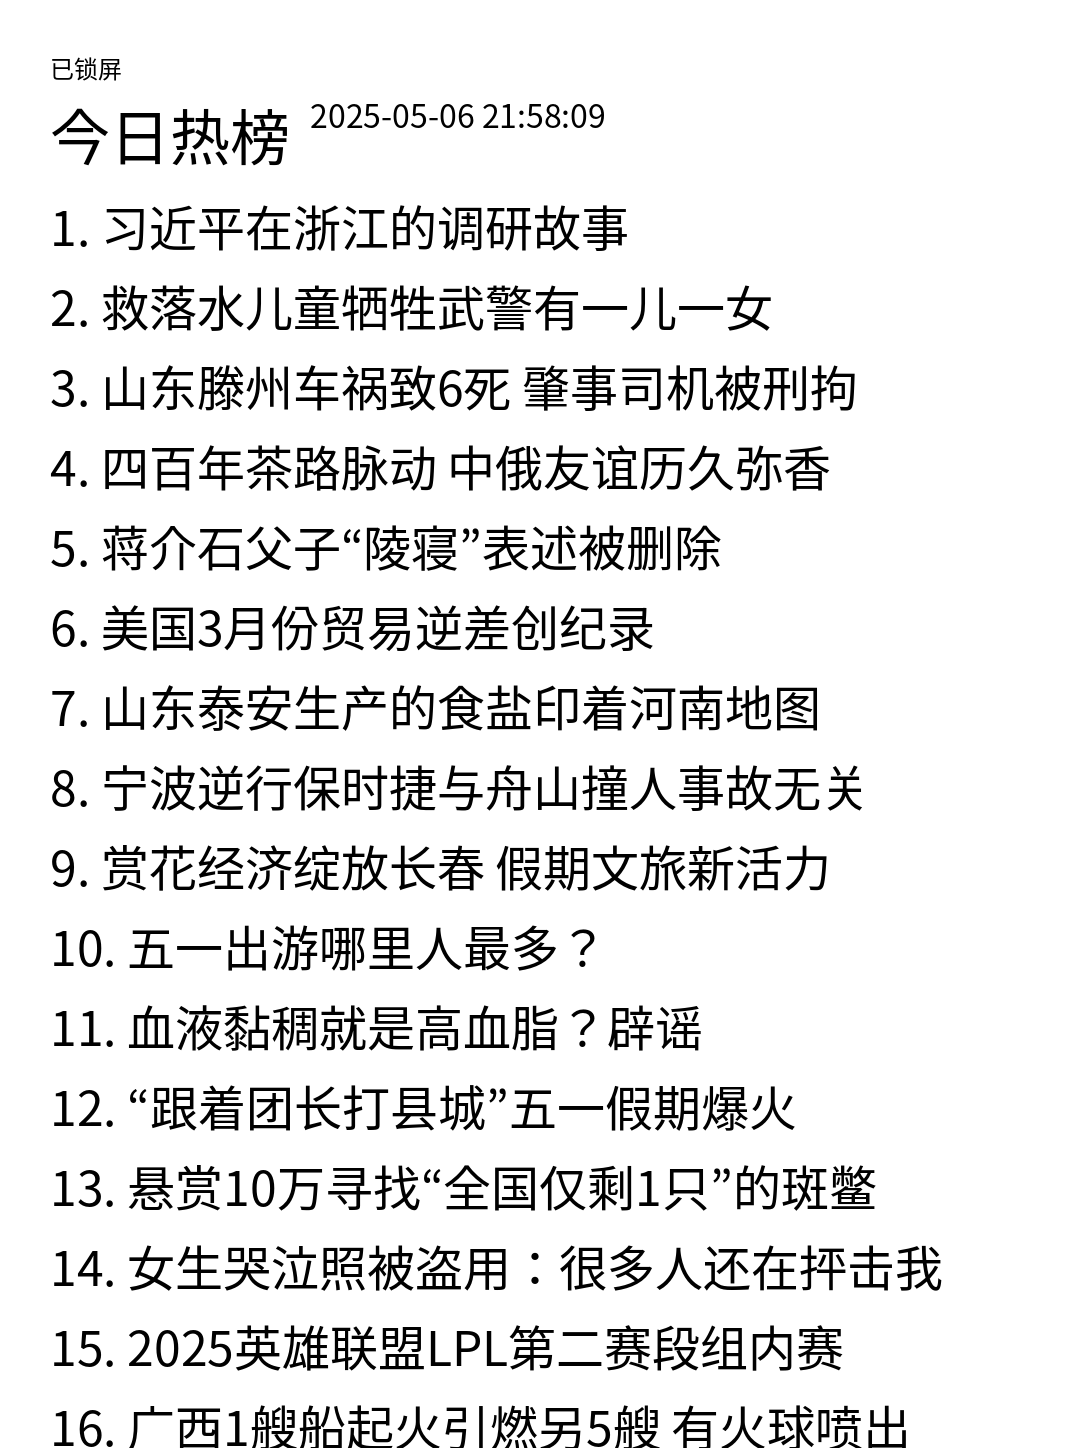 已锁屏
今日热榜 2025-05-06 21:58:09
1. 习近平在浙江的调研故事
2. 救落水儿童牺牲武警有一儿一女
3. 山东滕州车祸致6死 肇事司机被刑拘
4. 四百年茶路脉动 中俄友谊历久弥香
5. 蒋介石父子“陵寝”表述被删除
6. 美国3月份贸易逆差创纪录
7. 山东泰安生产的食盐印着河南地图
8. 宁波逆行保时捷与舟山撞人事故无关
9. 赏花经济绽放长春 假期文旅新活力
10. 五一出游哪里人最多？
11. 血液黏稠就是高血脂？辟谣
12. “跟着团长打县城”五一假期爆火
13. 悬赏10万寻找“全国仅剩1只”的斑鳖
14. 女生哭泣照被盗用：很多人还在抨击我
15. 2025英雄联盟LPL第二赛段组内赛
16. 广西1艘船起火引燃另5艘 有火球喷出